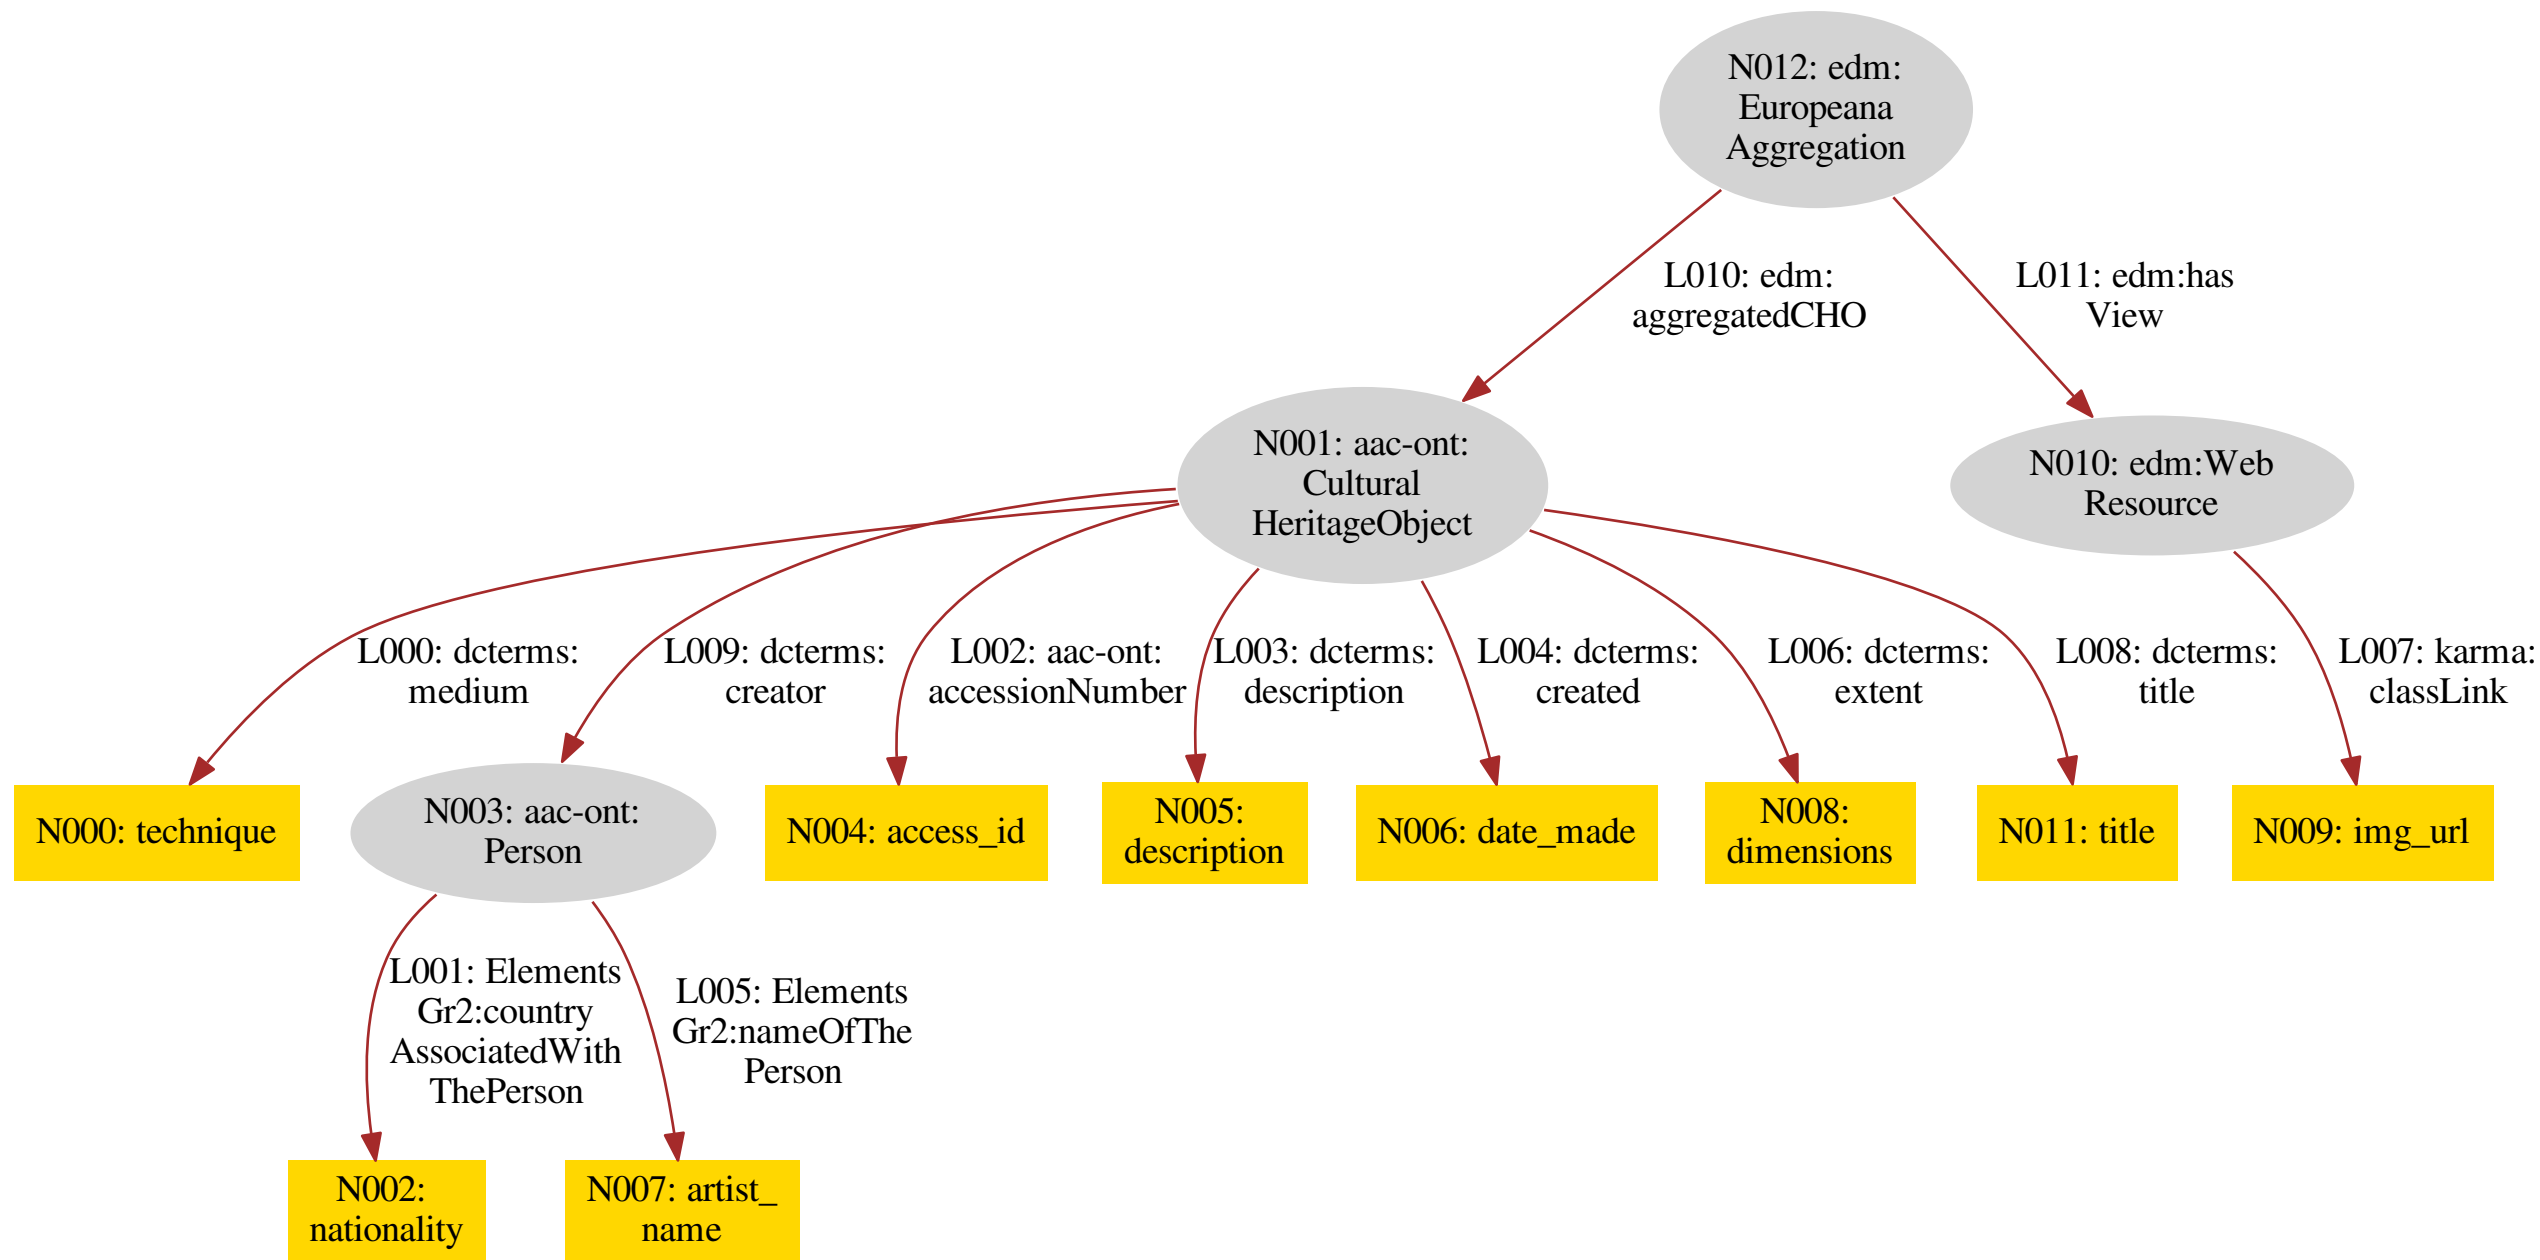 N012: edm:
Europeana
Aggregation
L010: edm:
aggregatedCHO
L011: edm:has
View
N001: aac-ont:
Cultural
HeritageObject
N010: edm:Web
Resource
L000: dcterms:
medium
L009: dcterms:
creator
L002: aac-ont:
accessionNumber
L003: dcterms:
description
L004: dcterms:
created
L006: dcterms:
extent
L008: dcterms:
title
L007: karma:
classLink
N000: technique
N003: aac-ont:
Person
N004: access_id
N005:
description
N006: date_made
N008:
dimensions
N011: title
N009: img_url
L001: Elements
Gr2:country
AssociatedWith
ThePerson
L005: Elements
Gr2:nameOfThe
Person
N002:
nationality
N007: artist_
name